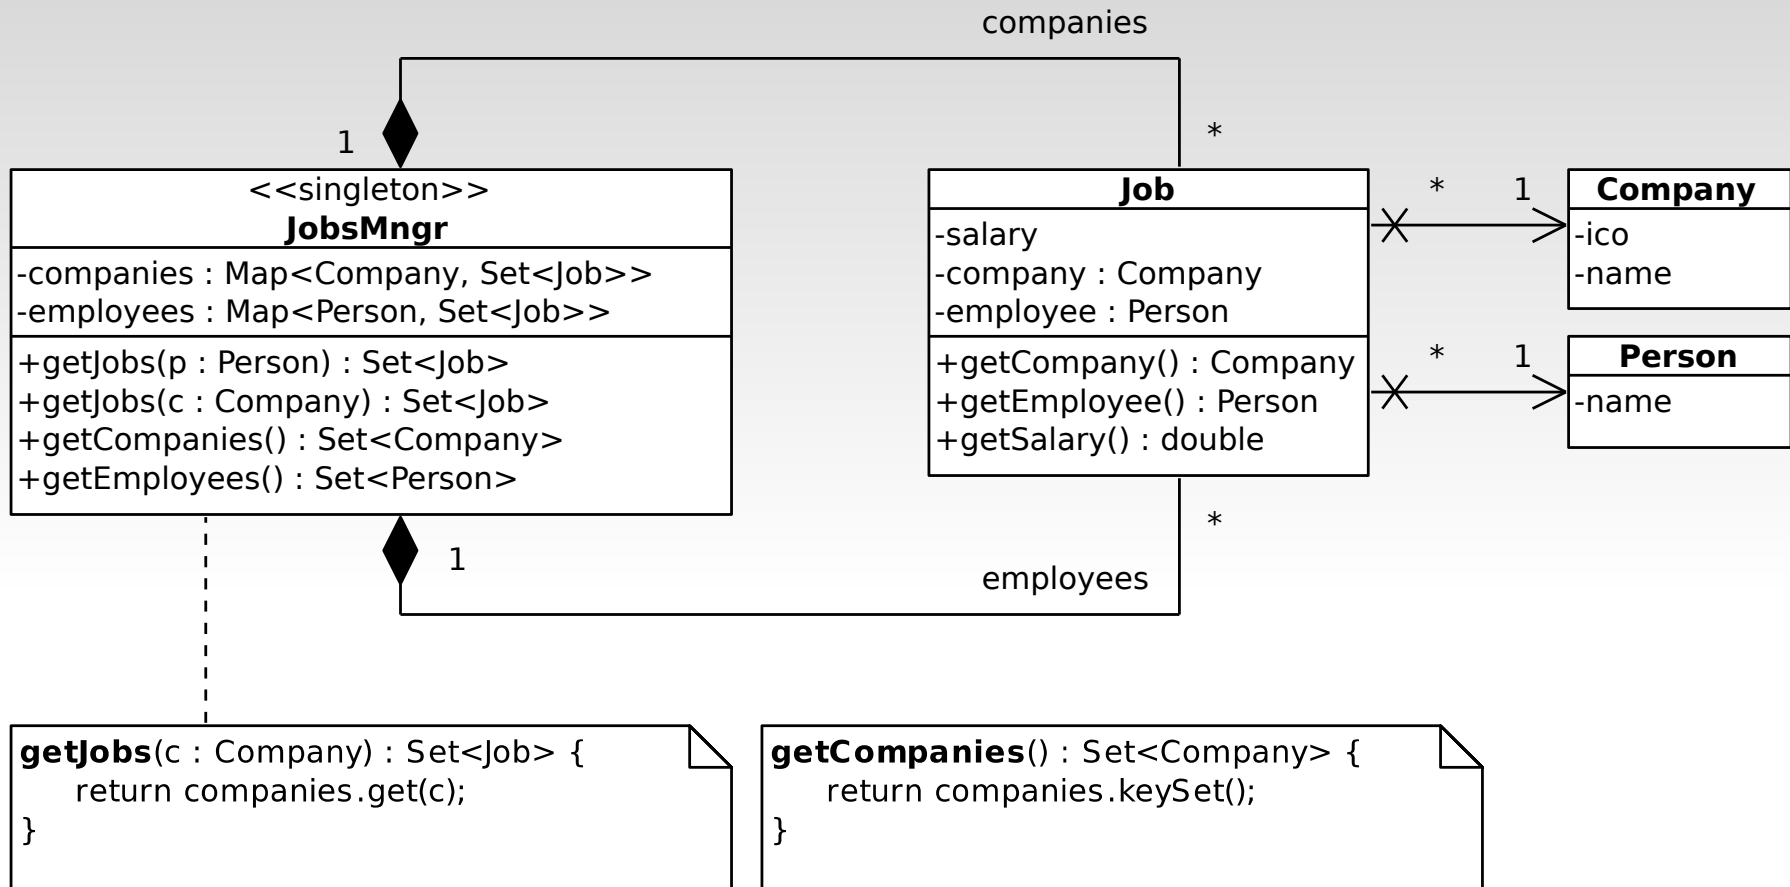 companies
1
*
<<singleton>>
JobsMngr
-companies : Map<Company, Set<Job>>
-employees : Map<Person, Set<Job>>
+getJobs(p : Person) : Set<Job>
+getJobs(c : Company) : Set<Job>
+getCompanies() : Set<Company>
+getEmployees() : Set<Person>
Job
-salary
-company : Company
-employee : Person
+getCompany() : Company
+getEmployee() : Person
+getSalary() : double
* 1
Company
-ico
-name
* 1
Person
-name
1
*
employees
getJobs(c : Company) : Set<Job> {
return companies.get(c);
}
getCompanies() : Set<Company> {
return companies.keySet();
}